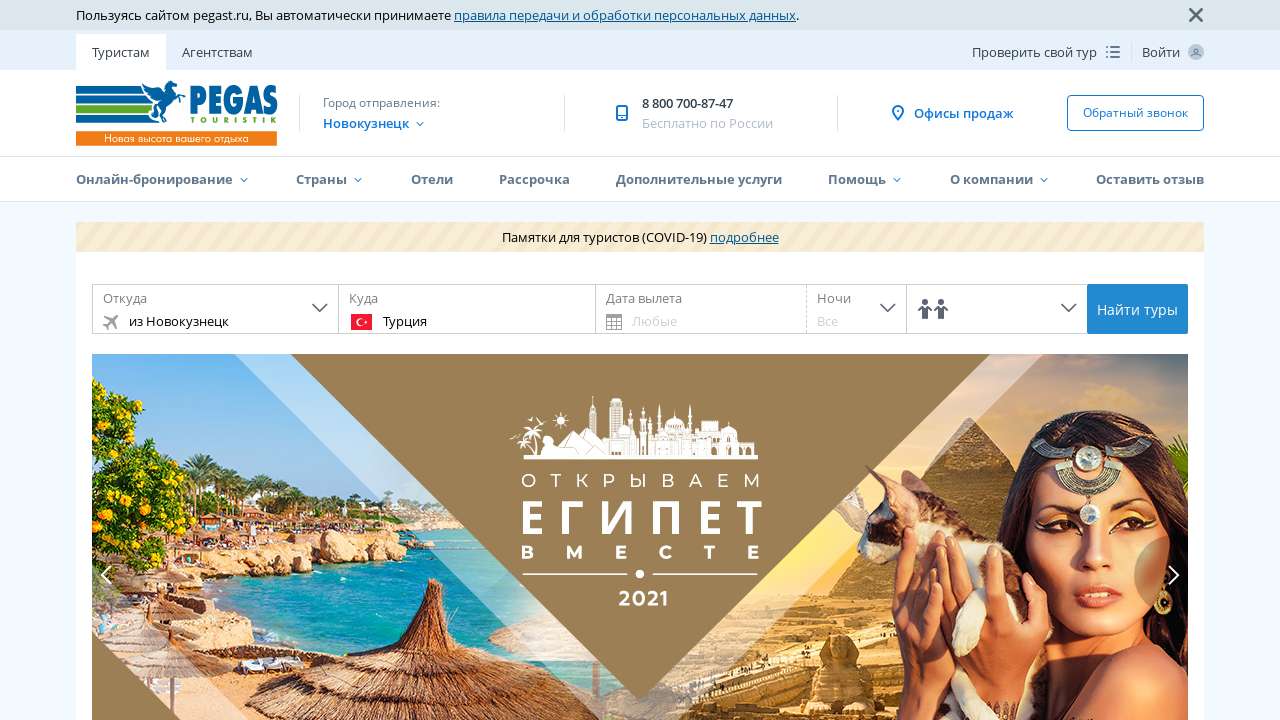 Пользуясь сайтом pegast.ru, Вы автоматически принимаете правила передачи и обработки персональных данных.
Туристам
Агентствам
Проверить свой тур
Войти
PEGAS
TOURISTIK
Новая высота вашего отдыха
Город отправления:
Новокузнецк
8 800 700-87-47
Бесплатно по России
Офисы продаж
Обратный звонок
Онлайн-бронирование
Страны
Отели
Рассрочка
Дополнительные услуги
Помощь
О компании
Оставить отзыв
Памятки для туристов (COVID-19) подробнее
Откуда
из Новокузнецк
Куда
Турция
Дата вылета
Любые
Ночи
Все
Найти туры
ОТКРЫВАЕМ
ЕГИПЕТ
ВМЕСТЕ
2021